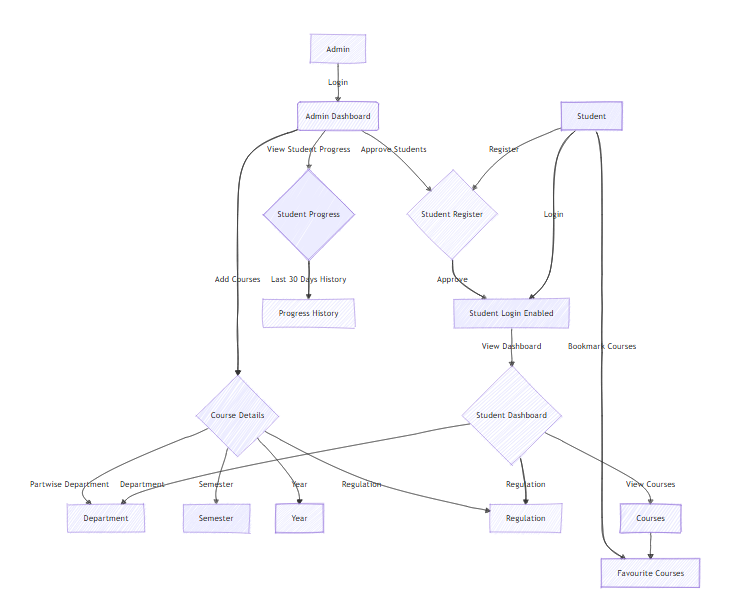 Admin
Login
Admin Dashboard
Student
View Student Progress
Approve Students
Register
Student Progress
Student Register
Login
Add Courses
Last 30 Days History
Approve
Progress History
Student Login Enabled
View Dashboard
Bookmark Courses
Course Details
Student Dashboard
Partwise Department
Department
Semester
Year
Regulation
Regulation
View Courses
Department
Semester
Year
Regulation
Courses
Favourite Courses